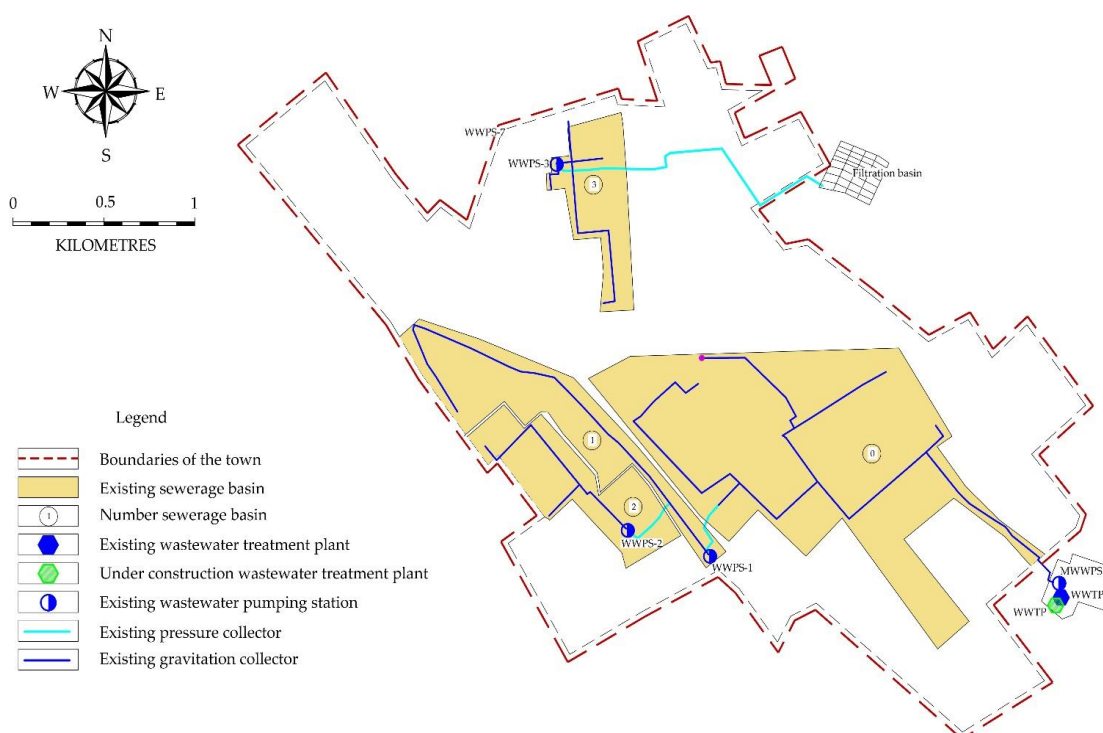 N
W E
S
0 0.5 1
KILOMETRES
WWPS-7
WWPS-3
3
Filtration basin
1
2
0
WWPS-2
WWPS-1
MWWPS
WWTP
WWTP
Legend
Boundaries of the town
Existing sewerage basin
1 Number sewerage basin
Existing wastewater treatment plant
Under construction wastewater treatment plant
Existing wastewater pumping station
Existing pressure collector
Existing gravitation collector